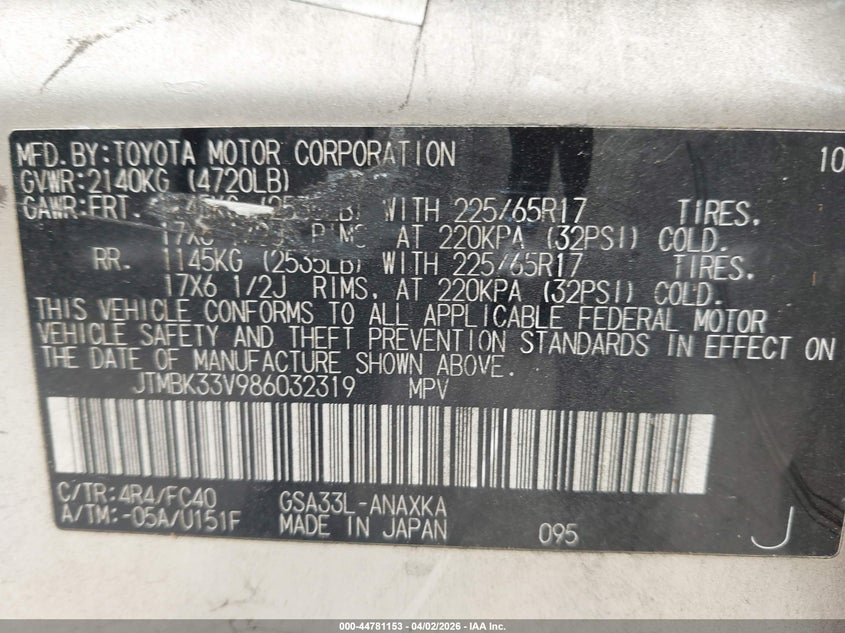 MFD.BY:TOYOTA MOTOR CORPORATION 10
GVWR:2140KG (4720LB)
GAWR:FRT. WITH 225/65R17 TIRES,
RIMS, AT 220KPA (32PSI) COLD.
RR. 1145KG (2535LB) WITH 225/65R17 TIRES,
17X6 1/2J RIMS, AT 220KPA (32PSI) COLD.
THIS VEHICLE CONFORMS TO ALL APPLICABLE FEDERAL MOTOR
VEHICLE SAFETY AND THEFT PREVENTION STANDARDS IN EFFECT ON
THE DATE OF MANUFACTURE SHOWN ABOVE.
JTMBK33V986032319 MPV
C/TR:4R4/FC40 GSA33L-ANAXKA
A/TM:-05A/U151F MADE IN JAPAN 095 J
000-44781153 | 04/02/2026 | IAA Inc.